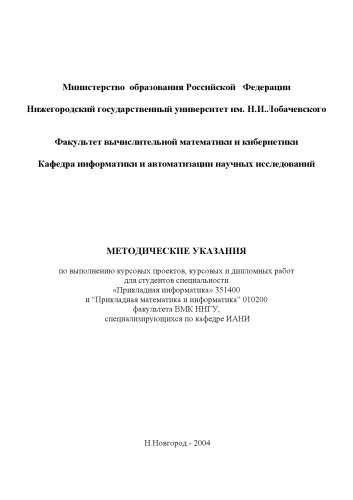 Министерство образования Российской Федерации
Нижегородский государственный университет им. Н.И.Лобачевского
Факультет вычислительной математики и кибернетики
Кафедра информатики и автоматизации научных исследований
МЕТОДИЧЕСКИЕ УКАЗАНИЯ
по выполнению курсовых проектов, курсовых и дипломных работ
для студентов специальности
«Прикладная информатика» 351400
и “Прикладная математика и информатика” 010200
факультета ВМК ННГУ,
специализирующихся по кафедре ИАНИ
Н.Новгород - 2004